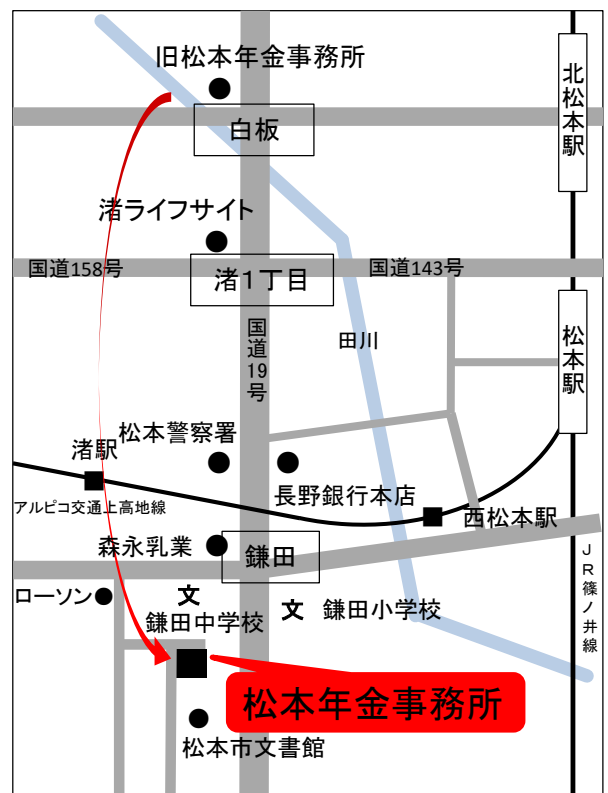 旧松本年金事務所
北松本駅
白板
渚ライフサイト
国道158号
国道143号
渚1丁目
国道19号
田川
松本駅
松本警察署
渚駅
長野銀行本店
アルピコ交通上高地線
西松本駅
森永乳業
鎌田
JR篠ノ井線
ローソン
文
文
鎌田小学校
鎌田中学校
松本年金事務所
松本市文書館